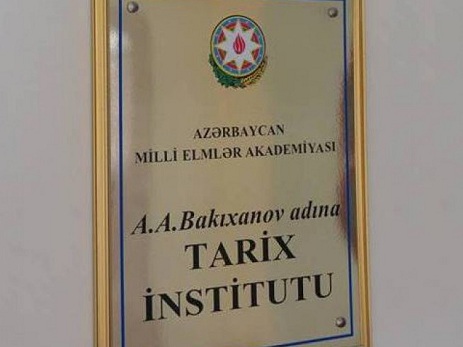 AZƏRBAYCAN
MİLLİ ELMLƏR AKADEMİYASI
A.A.Bakıxanov adına
TARİX
İNSTİTUTU